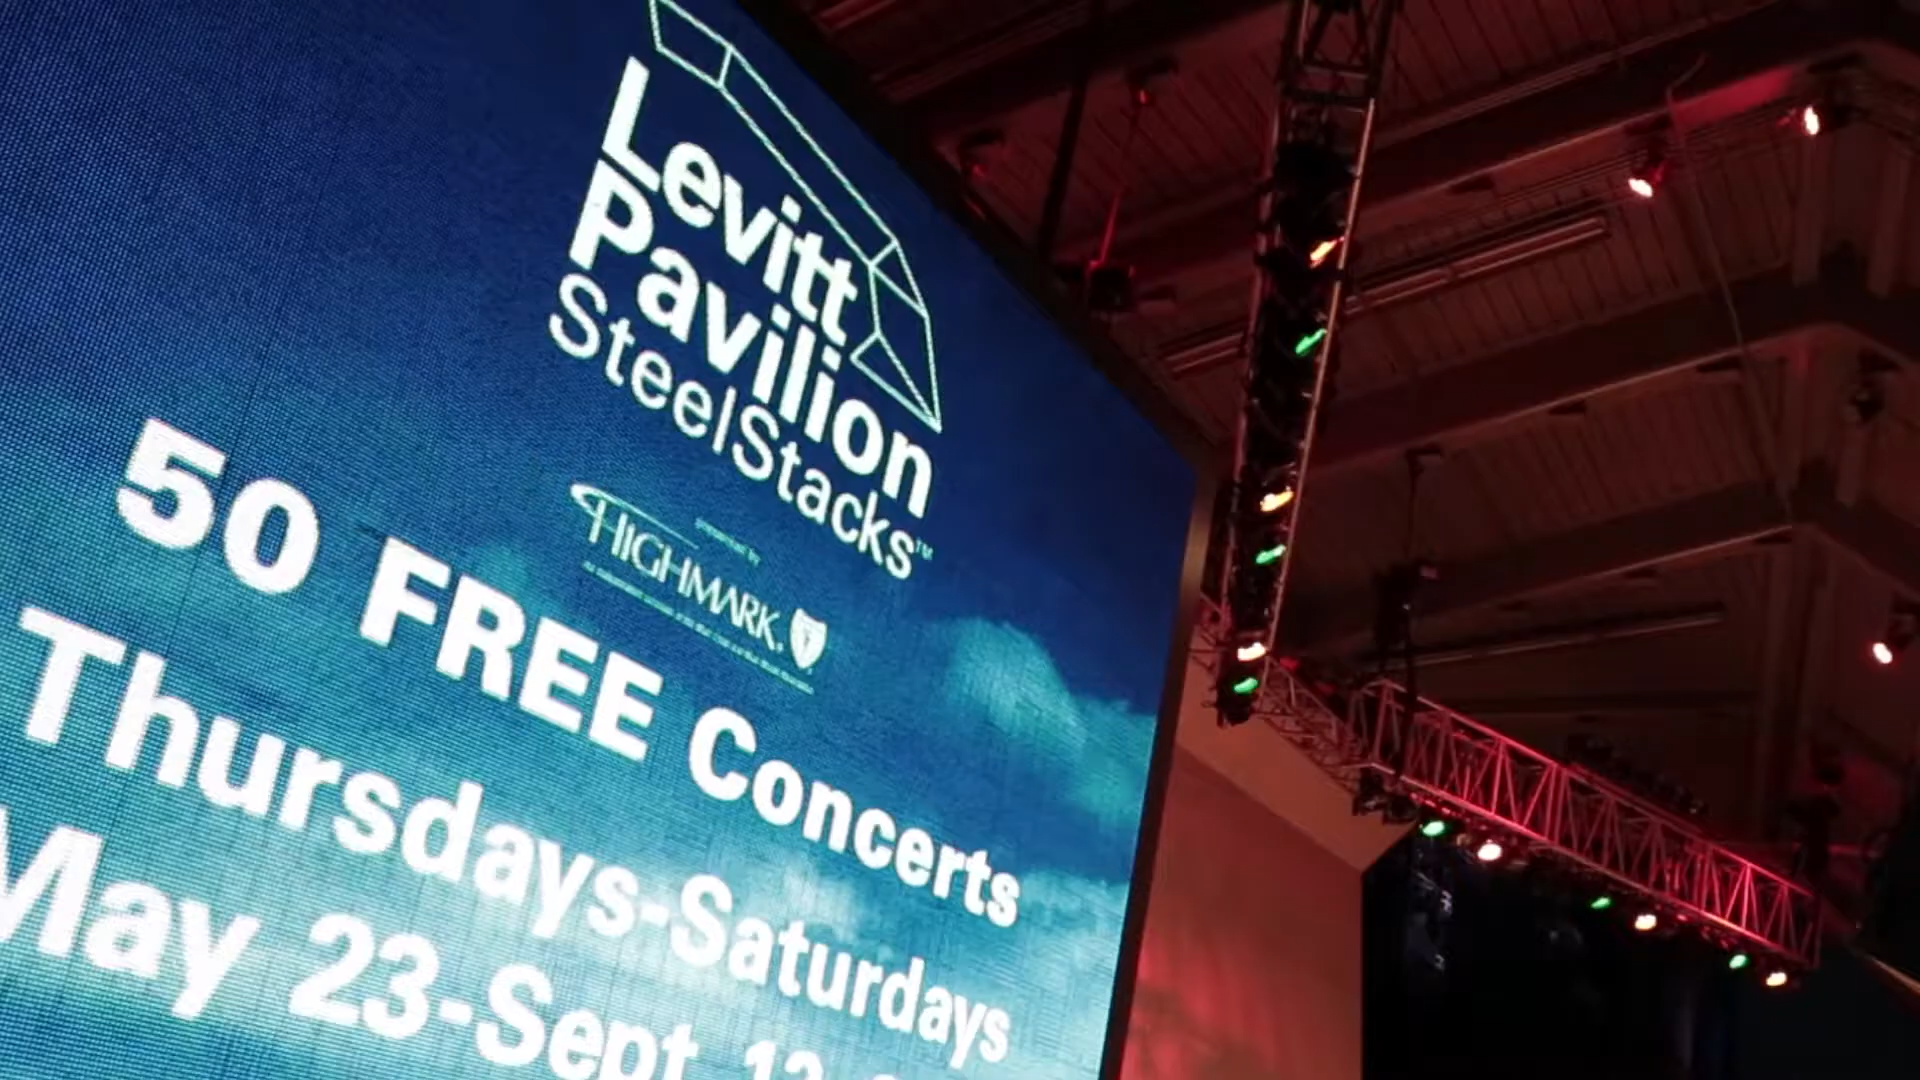 Levitt
Pavilion
SteelStacks™
presented by
HIGHMARK.
50 FREE Concerts
Thursdays-Saturdays
May 23-Sept